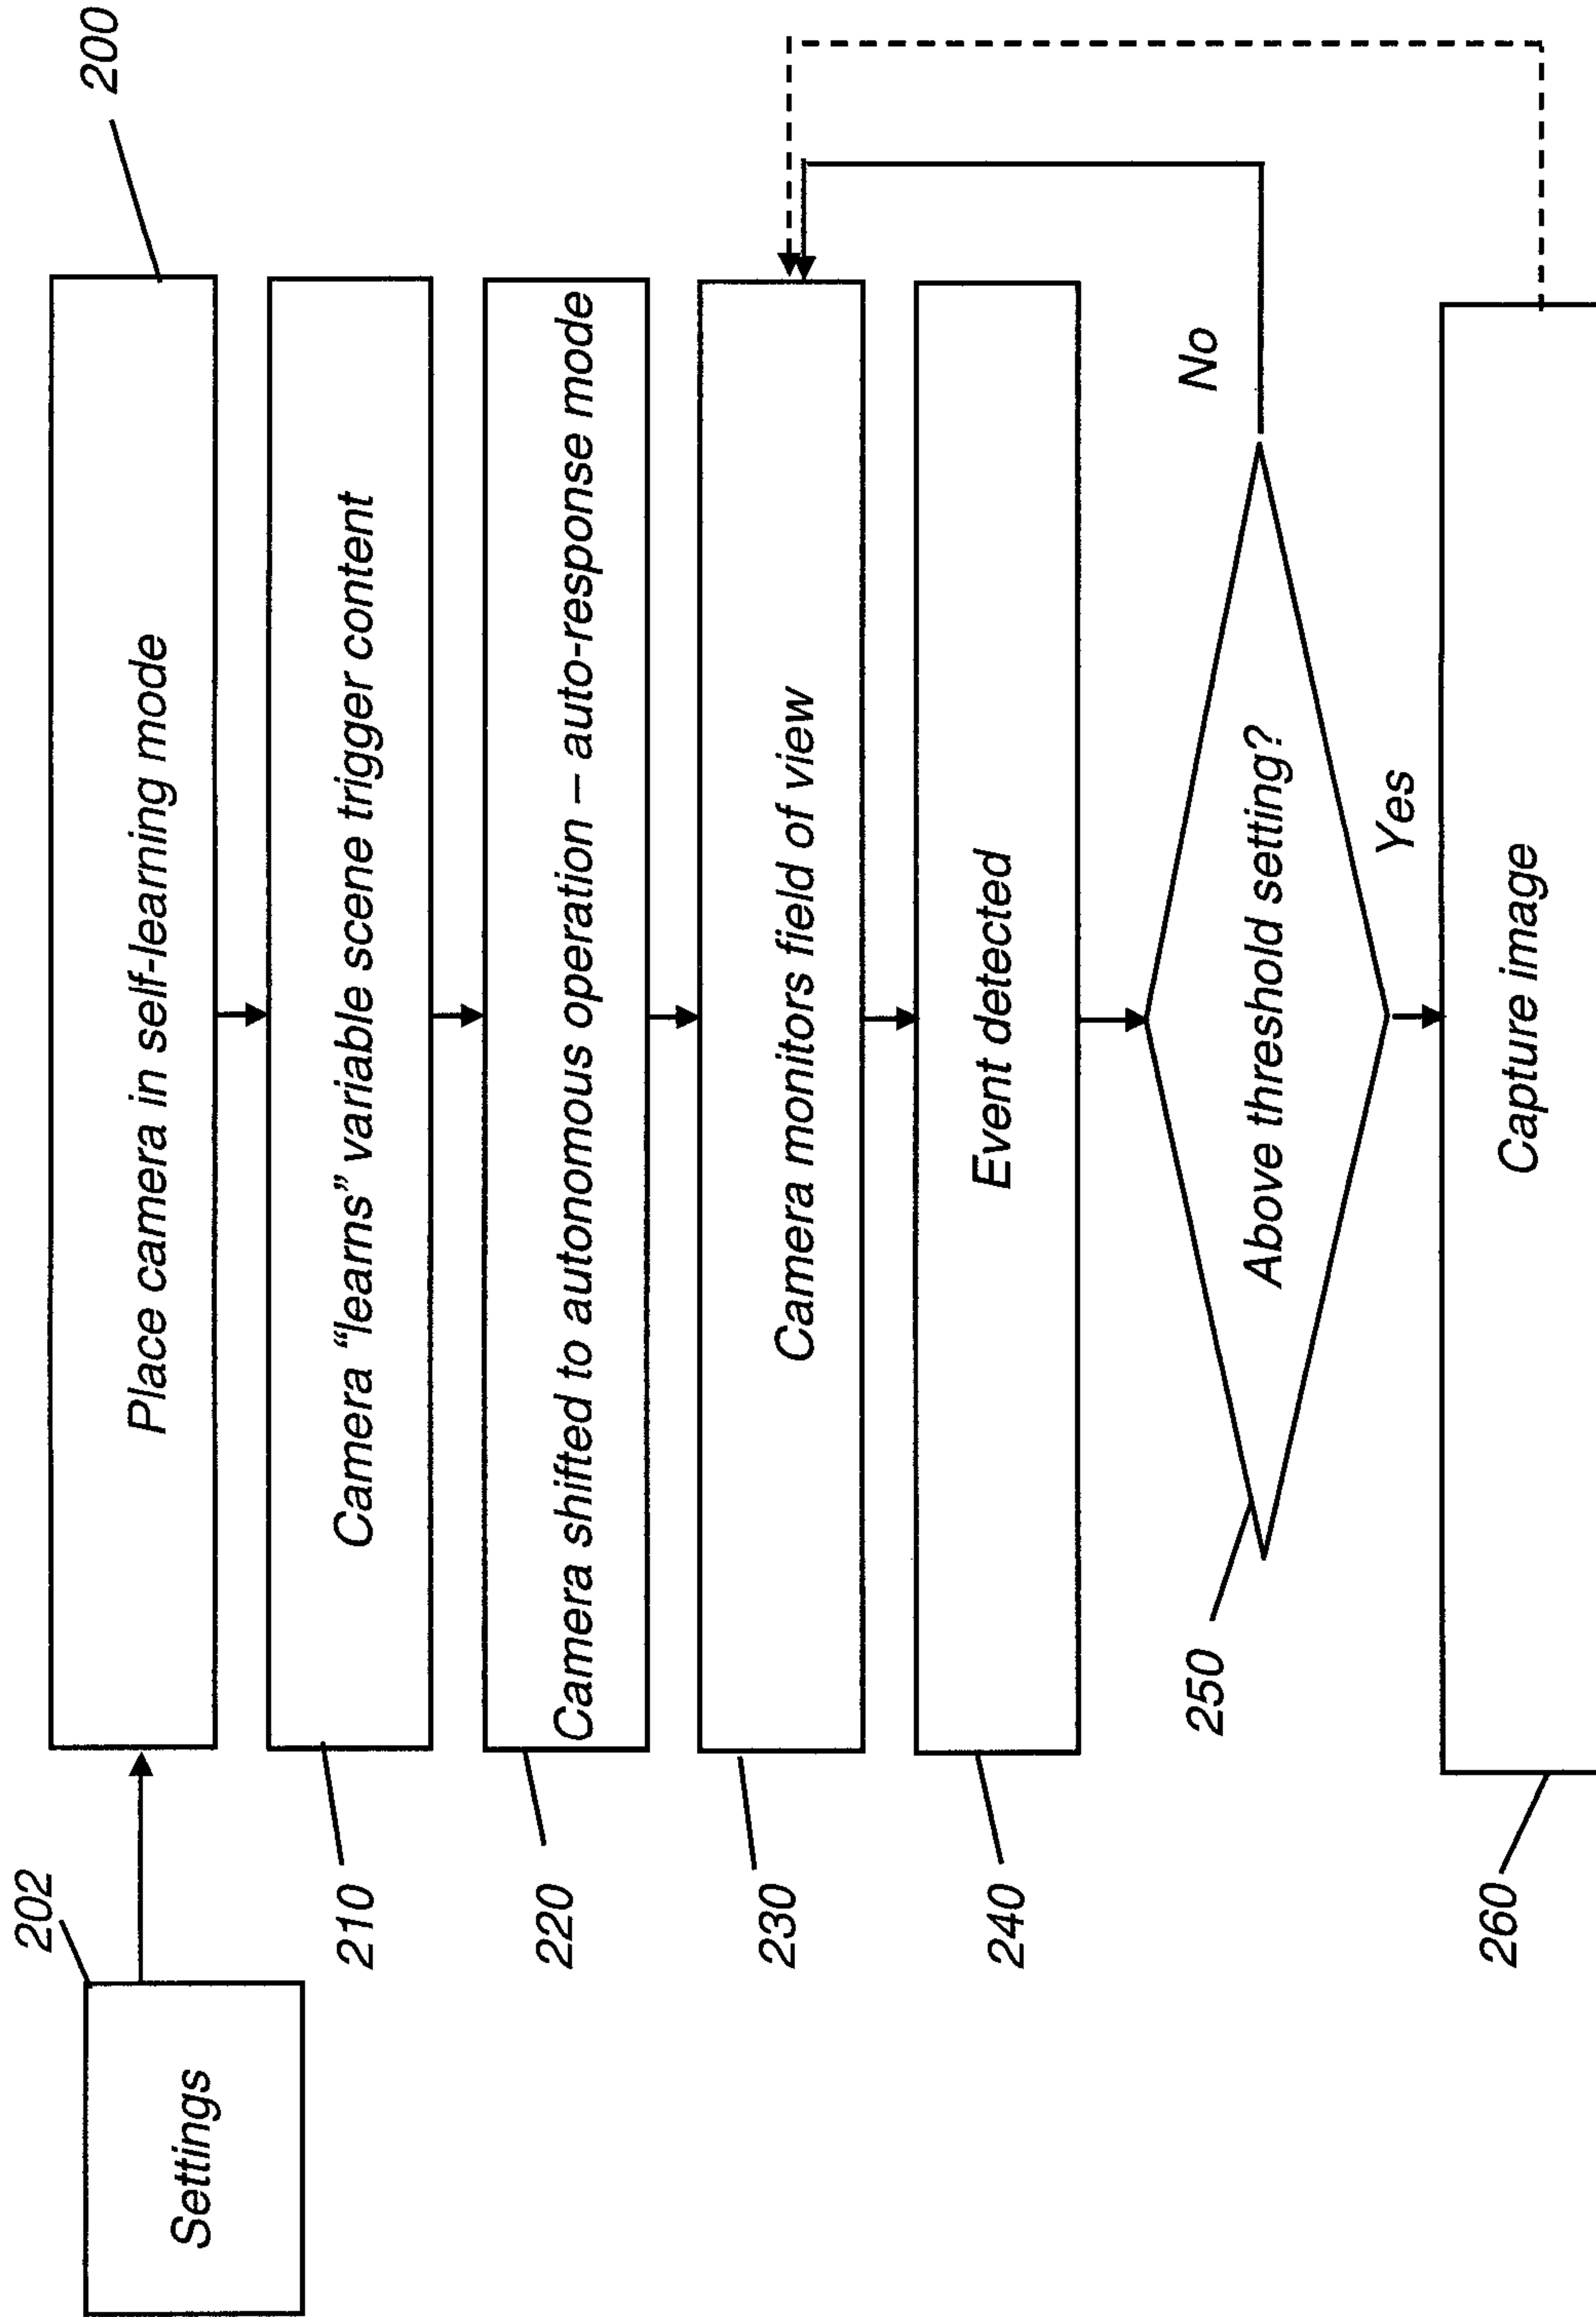 200
202
Settings
Place camera in self-learning mode
210
Camera “learns” variable scene trigger content
220
Camera shifted to autonomous operation – auto-response mode
230
Camera monitors field of view
240
Event detected
250
Above threshold setting?
No
Yes
260
Capture image